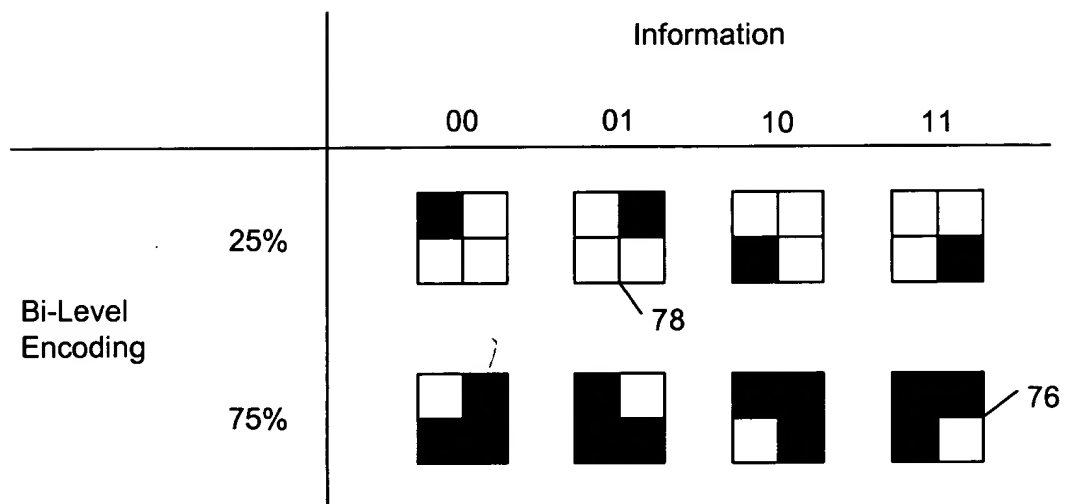 Information
00 01 10 11
25%
78
Bi-Level
Encoding
75%
76